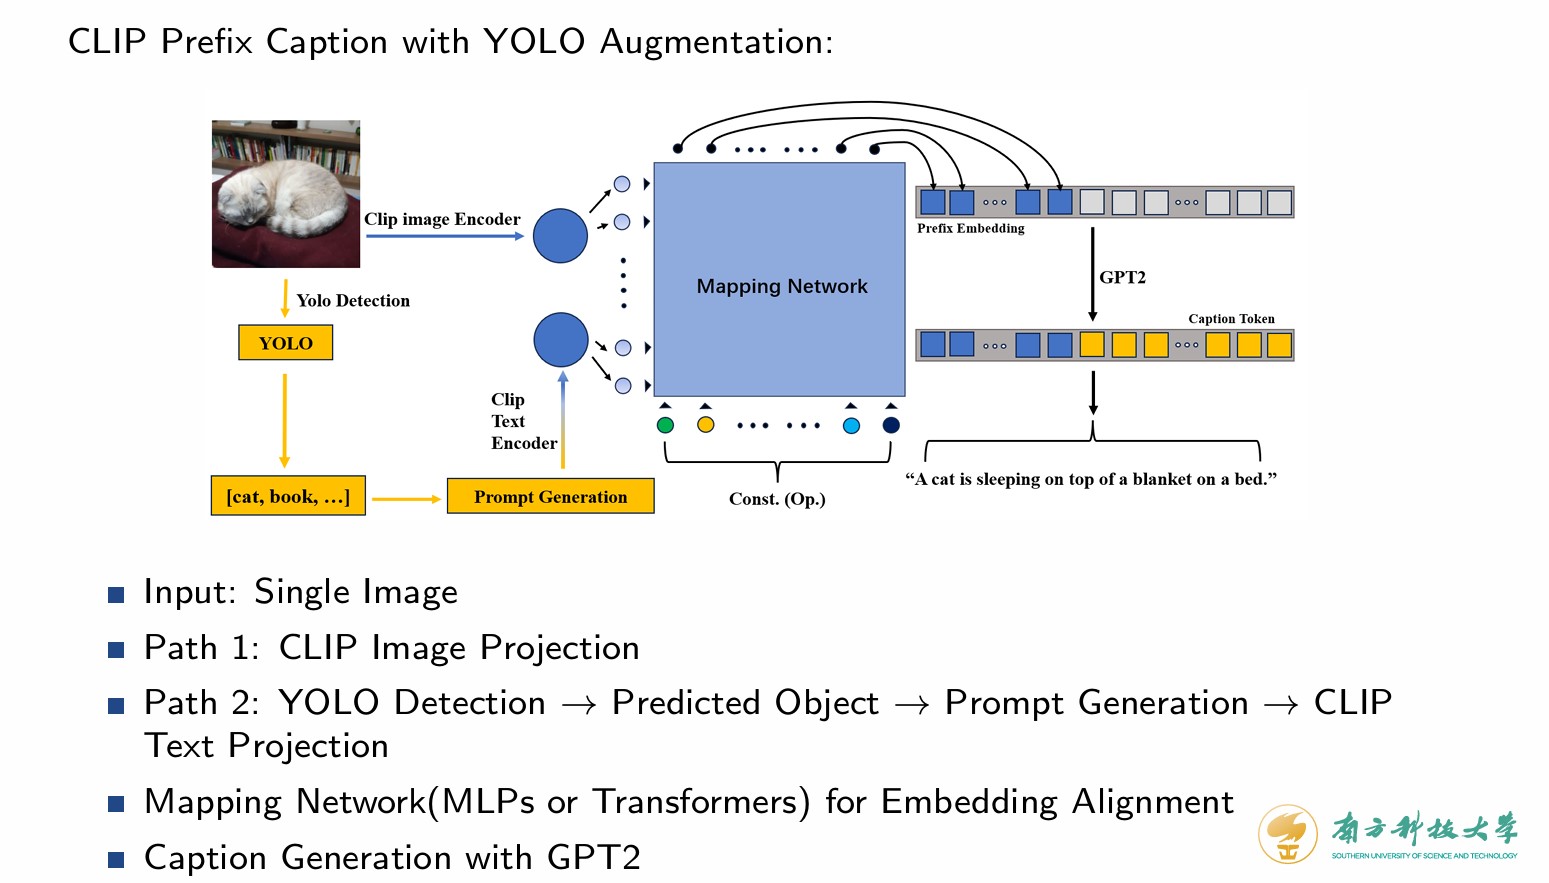 CLIP Prefix Caption with YOLO Augmentation:
Clip image Encoder
Yolo Detection
YOLO
[cat, book, …]
Prompt Generation
Clip
Text
Encoder
Mapping Network
Const. (Op.)
Prefix Embedding
GPT2
Caption Token
“A cat is sleeping on top of a blanket on a bed.”
Input: Single Image
Path 1: CLIP Image Projection
Path 2: YOLO Detection → Predicted Object → Prompt Generation → CLIP
Text Projection
Mapping Network(MLPs or Transformers) for Embedding Alignment
Caption Generation with GPT2
南方科技大学
SOUTHERN UNIVERSITY OF SCIENCE AND TECHNOLOGY